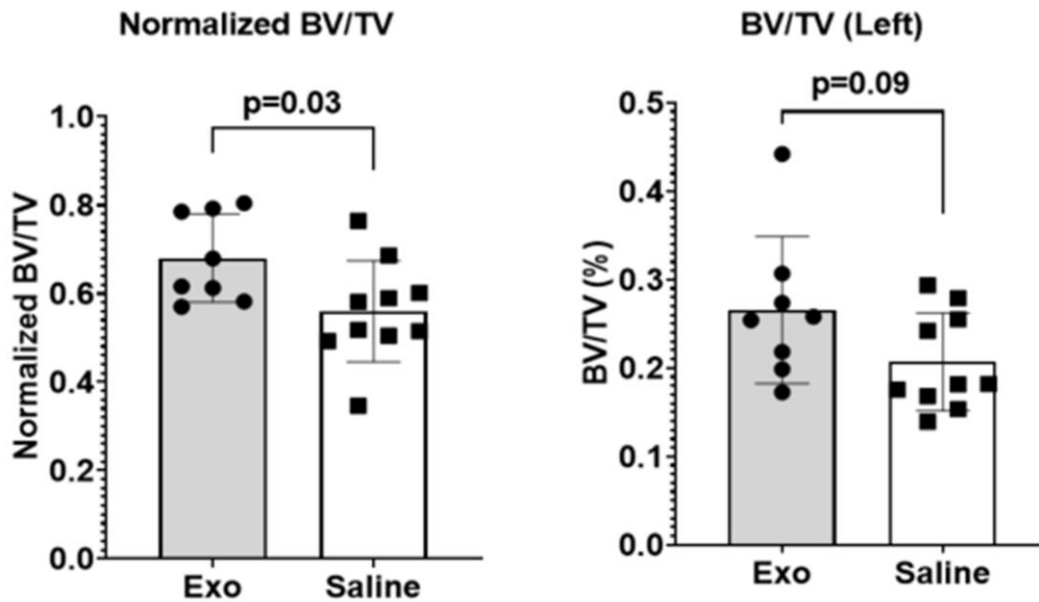 Normalized BV/TV
p=0.03
Normalized BV/TV
1.0
0.8
0.6
0.4
0.2
0.0
Exo Saline
BV/TV (Left)
p=0.09
BV/TV (%)
0.5
0.4
0.3
0.2
0.1
0.0
Exo Saline